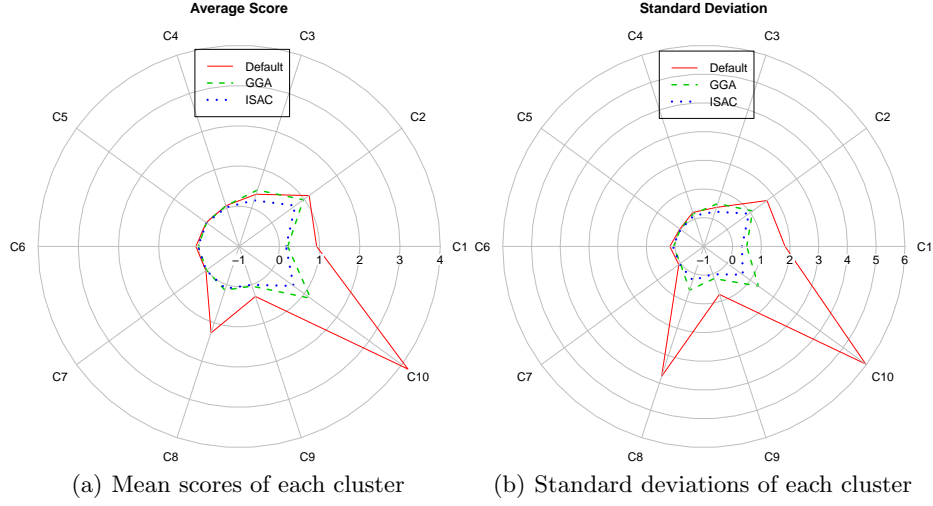 Average Score
C4
C3
Default
GGA
ISAC
C5
C2
C6
−1 0 1 2 3 4
C1
C7
C10
C8
C9
(a) Mean scores of each cluster
Standard Deviation
C4
C3
Default
GGA
ISAC
C5
C2
C6
−1 0 1 2 3 4 5 6
C1
C7
C10
C8
C9
(b) Standard deviations of each cluster